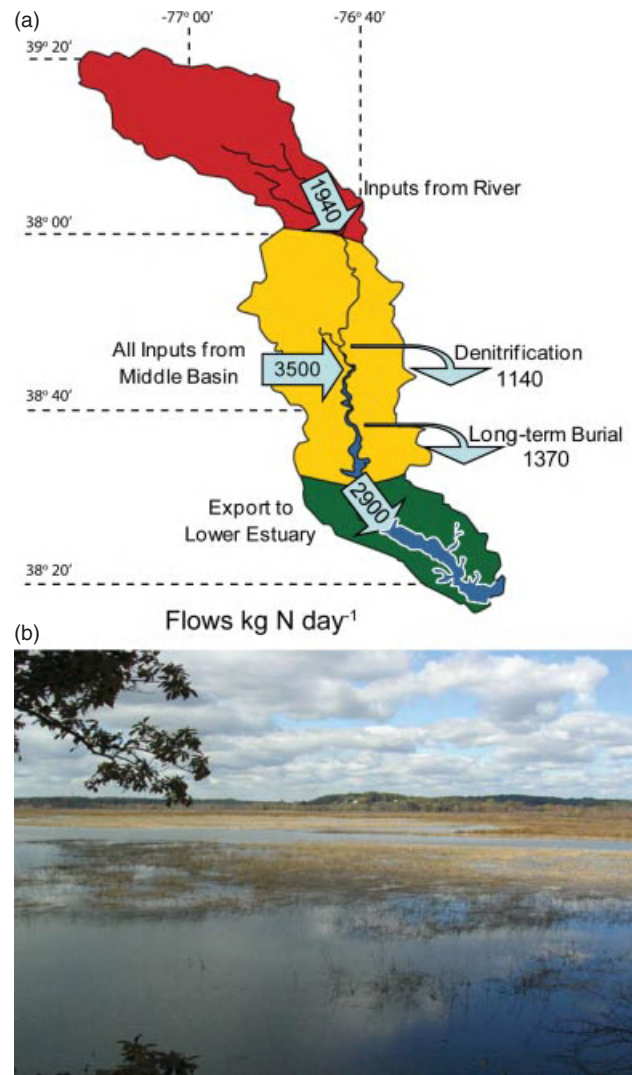 (a)
-77° 00′
-76° 40′
39° 20′
1940
Inputs from River
38° 00′
All Inputs from
Middle Basin
3500
Denitrification
1140
38° 40′
Long-term Burial
1370
2900
Export to
Lower Estuary
38° 20′
Flows kg N day-1
(b)